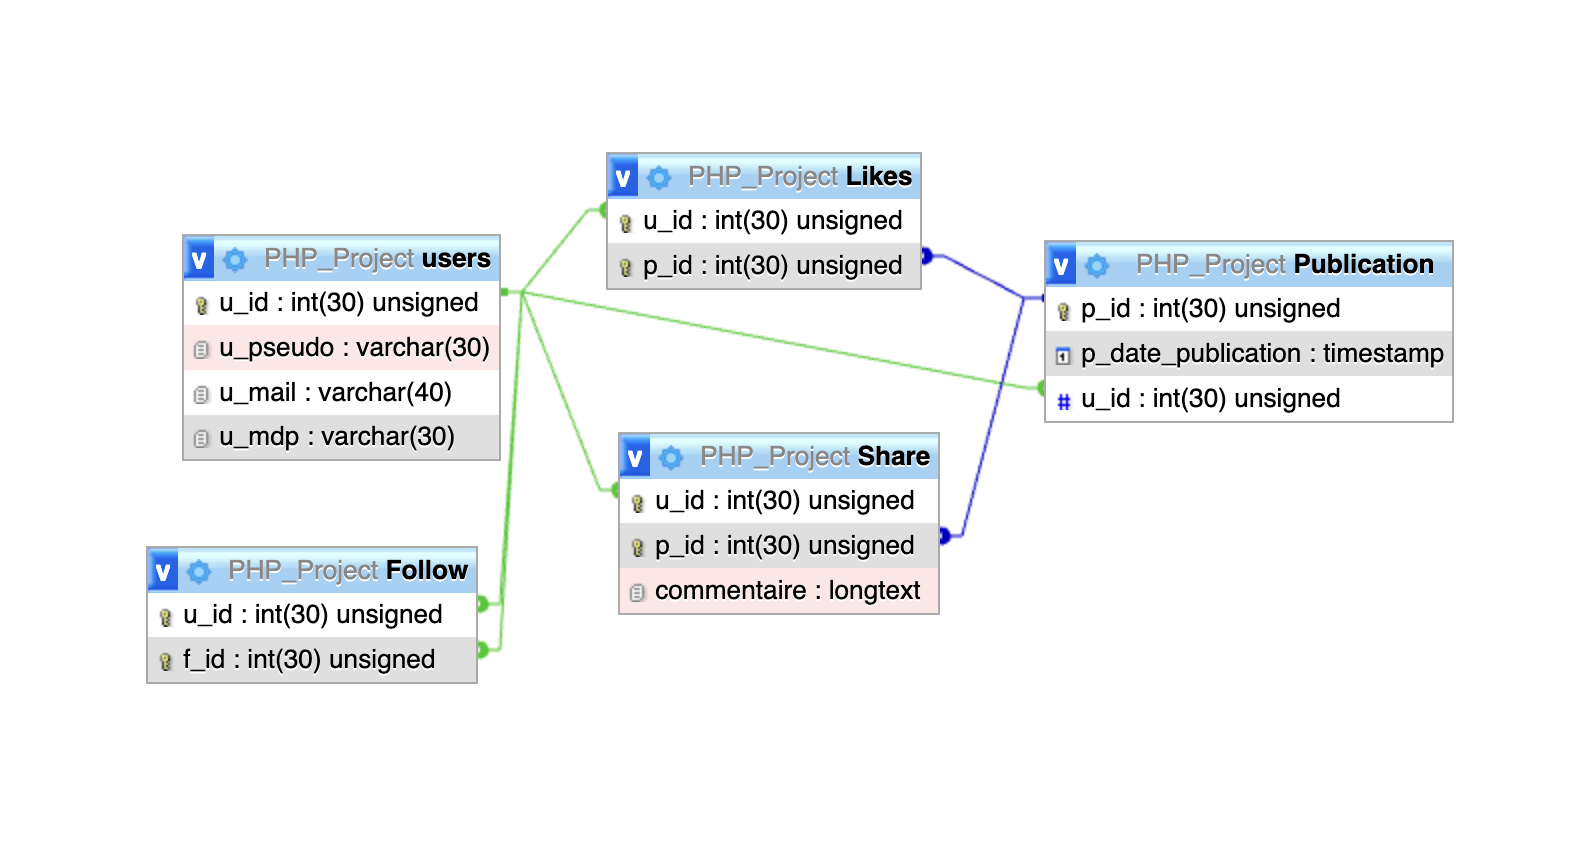 v PHP_Project users
u_id : int(30) unsigned
u_pseudo : varchar(30)
u_mail : varchar(40)
u_mdp : varchar(30)
v PHP_Project Follow
u_id : int(30) unsigned
f_id : int(30) unsigned
v PHP_Project Likes
u_id : int(30) unsigned
p_id : int(30) unsigned
v PHP_Project Share
u_id : int(30) unsigned
p_id : int(30) unsigned
commentaire : longtext
v PHP_Project Publication
p_id : int(30) unsigned
p_date_publication : timestamp
# u_id : int(30) unsigned